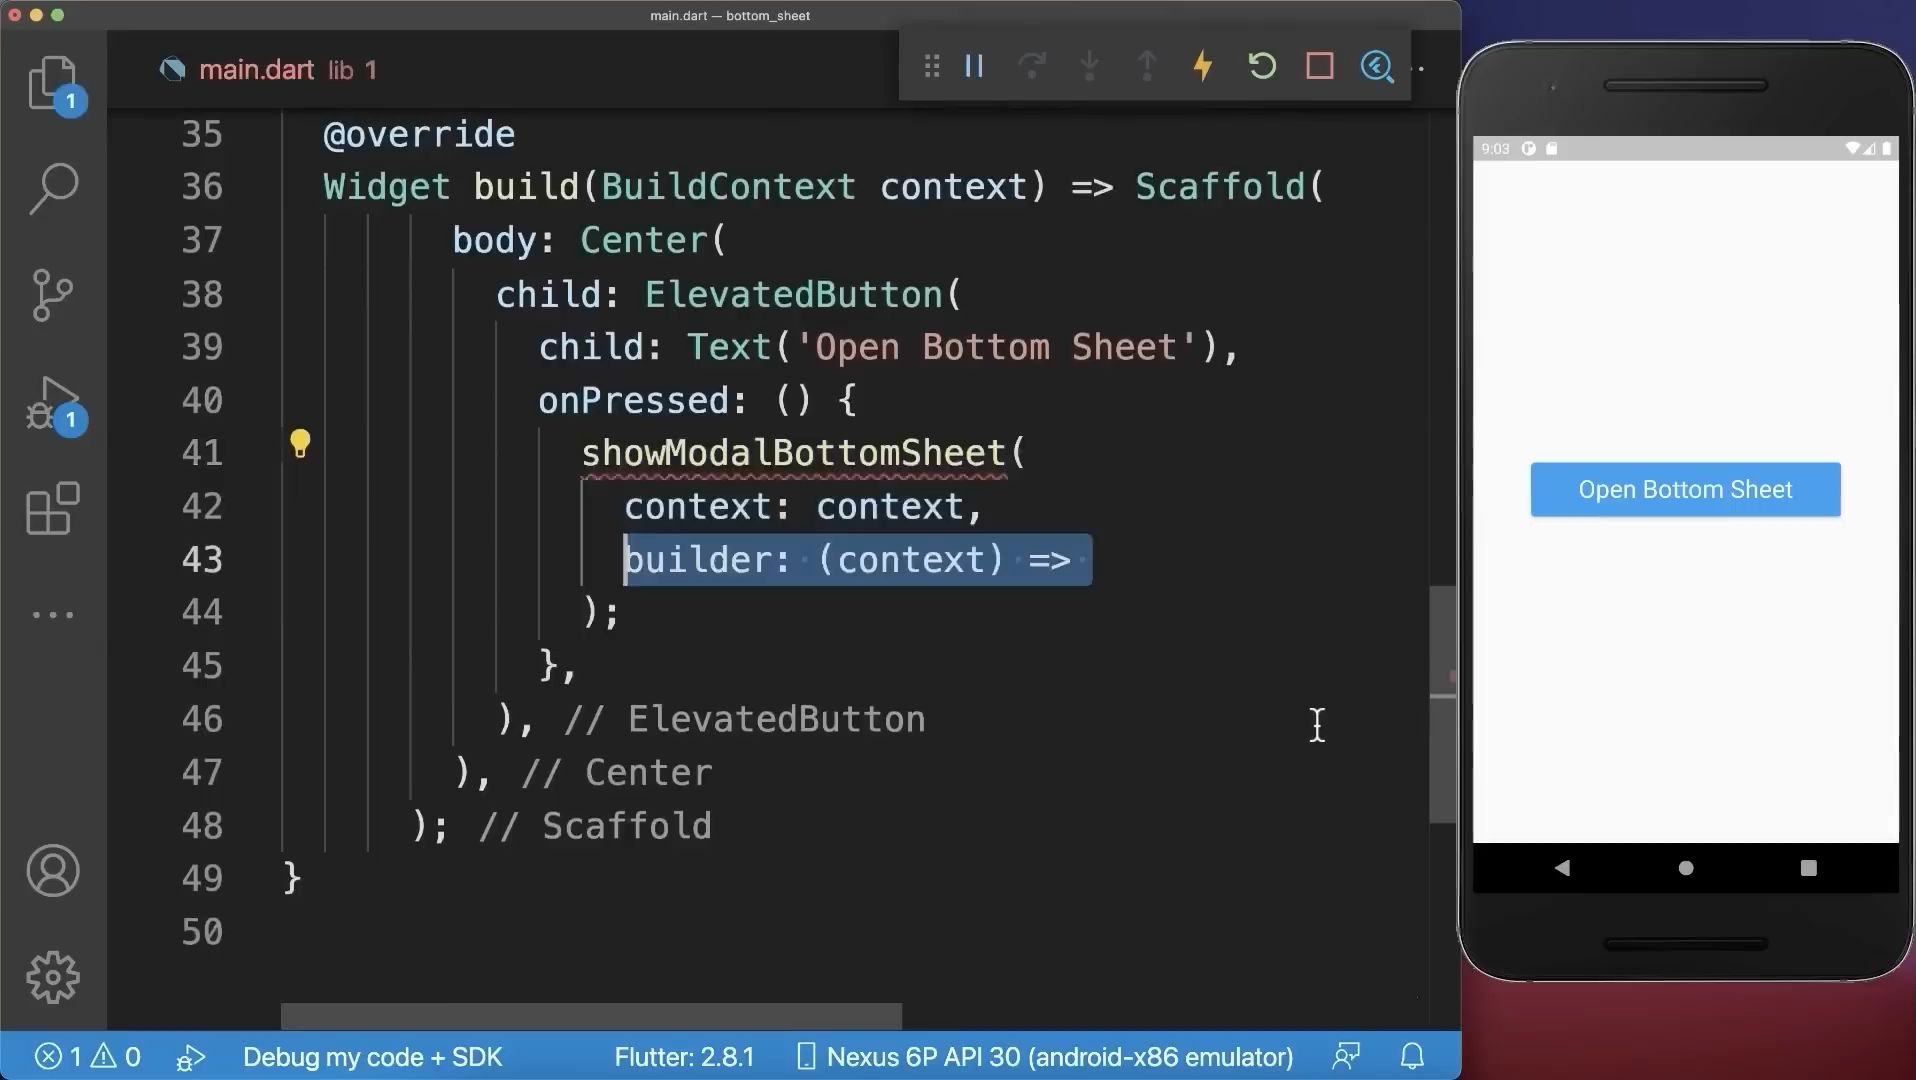 main.dart — bottom_sheet
main.dart lib 1
1
35 @override
36 Widget build(BuildContext context) => Scaffold(
37 body: Center(
38 child: ElevatedButton(
39 child: Text('Open Bottom Sheet'),
40 onPressed: () {
41 showModalBottomSheet(
42 context: context,
43 builder: (context) =>
44 );
45 },
46 ), // ElevatedButton
47 ), // Center
48 ); // Scaffold
49 }
50
1
9:03
Open Bottom Sheet
1 0 Debug my code + SDK Flutter: 2.8.1 Nexus 6P API 30 (android-x86 emulator)